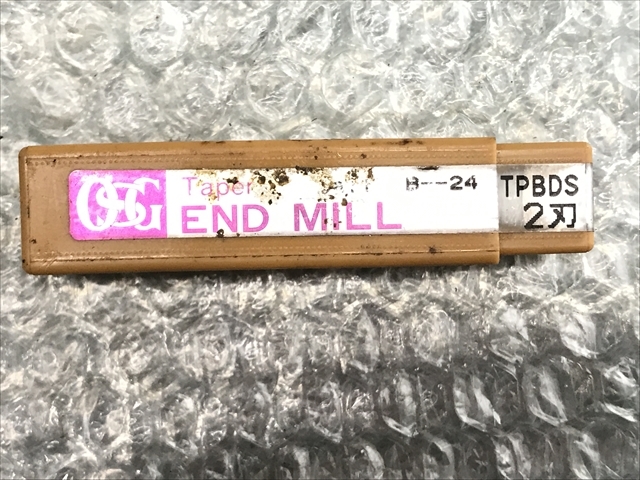 OSG
Taper
END MILL
B--24
TPBDS
2刃